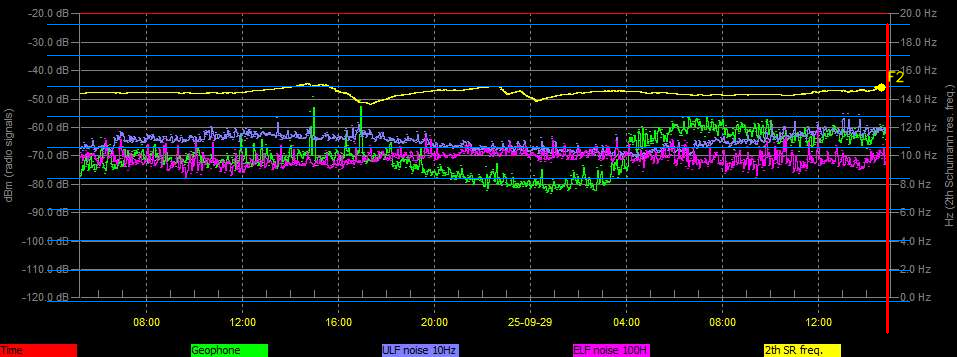 -20.0 dB 20.0 Hz
-30.0 dB 18.0 Hz
-40.0 dB 16.0 Hz
F2
-50.0 dB 14.0 Hz
-60.0 dB 12.0 Hz
-70.0 dB 10.0 Hz
-80.0 dB 8.0 Hz
-90.0 dB 6.0 Hz
-100.0 dB 4.0 Hz
-110.0 dB 2.0 Hz
-120.0 dB 0.0 Hz
dBm (radio signals)
Hz (2th Schumann res. freq.)
08:00 12:00 16:00 20:00 25-09-29 04:00 08:00 12:00
Time Geophone ULF noise 10Hz ELF noise 100H 2th SR freq.